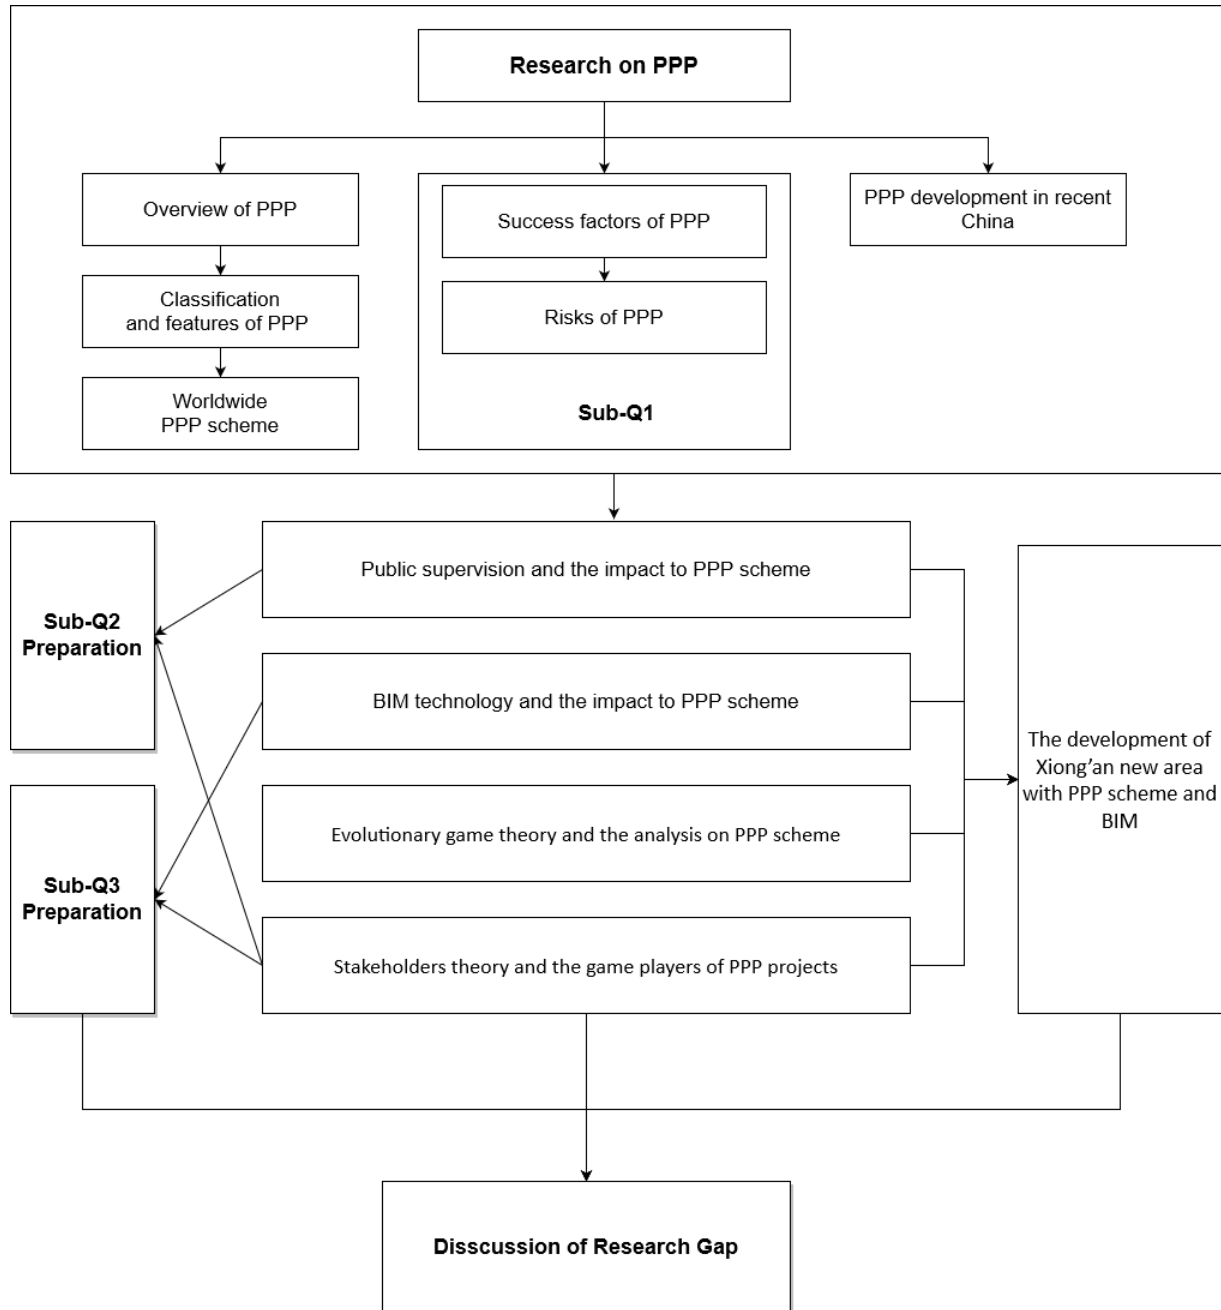 Research on PPP
Overview of PPP
Classification
and features of PPP
Worldwide
PPP scheme
Success factors of PPP
Risks of PPP
Sub-Q1
PPP development in recent
China
Sub-Q2
Preparation
Sub-Q3
Preparation
Public supervision and the impact to PPP scheme
BIM technology and the impact to PPP scheme
Evolutionary game theory and the analysis on PPP scheme
Stakeholders theory and the game players of PPP projects
The development of
Xiong’an new area
with PPP scheme and
BIM
Disscussion of Research Gap